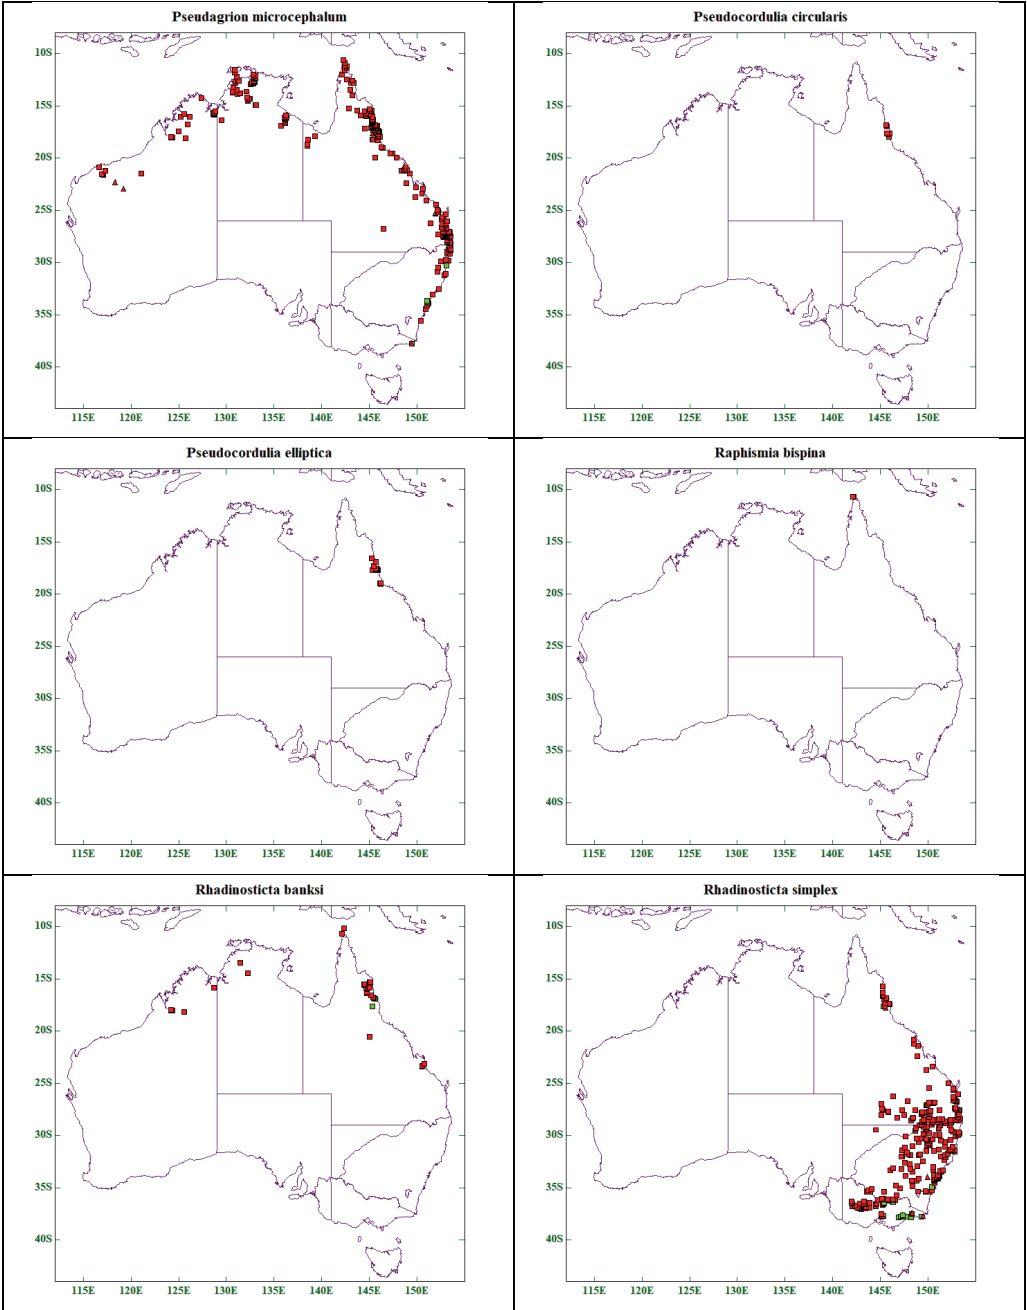 Pseudagrion microcephalum
10S
15S
20S
25S
30S
35S
40S
115E 120E 125E 130E 135E 140E 145E 150E
Pseudocordulia circularis
10S
15S
20S
25S
30S
35S
40S
115E 120E 125E 130E 135E 140E 145E 150E
Pseudocordulia elliptica
10S
15S
20S
25S
30S
35S
40S
115E 120E 125E 130E 135E 140E 145E 150E
Raphismia bispina
10S
15S
20S
25S
30S
35S
40S
115E 120E 125E 130E 135E 140E 145E 150E
Rhadinosticta banksi
10S
15S
20S
25S
30S
35S
40S
115E 120E 125E 130E 135E 140E 145E 150E
Rhadinosticta simplex
10S
15S
20S
25S
30S
35S
40S
115E 120E 125E 130E 135E 140E 145E 150E